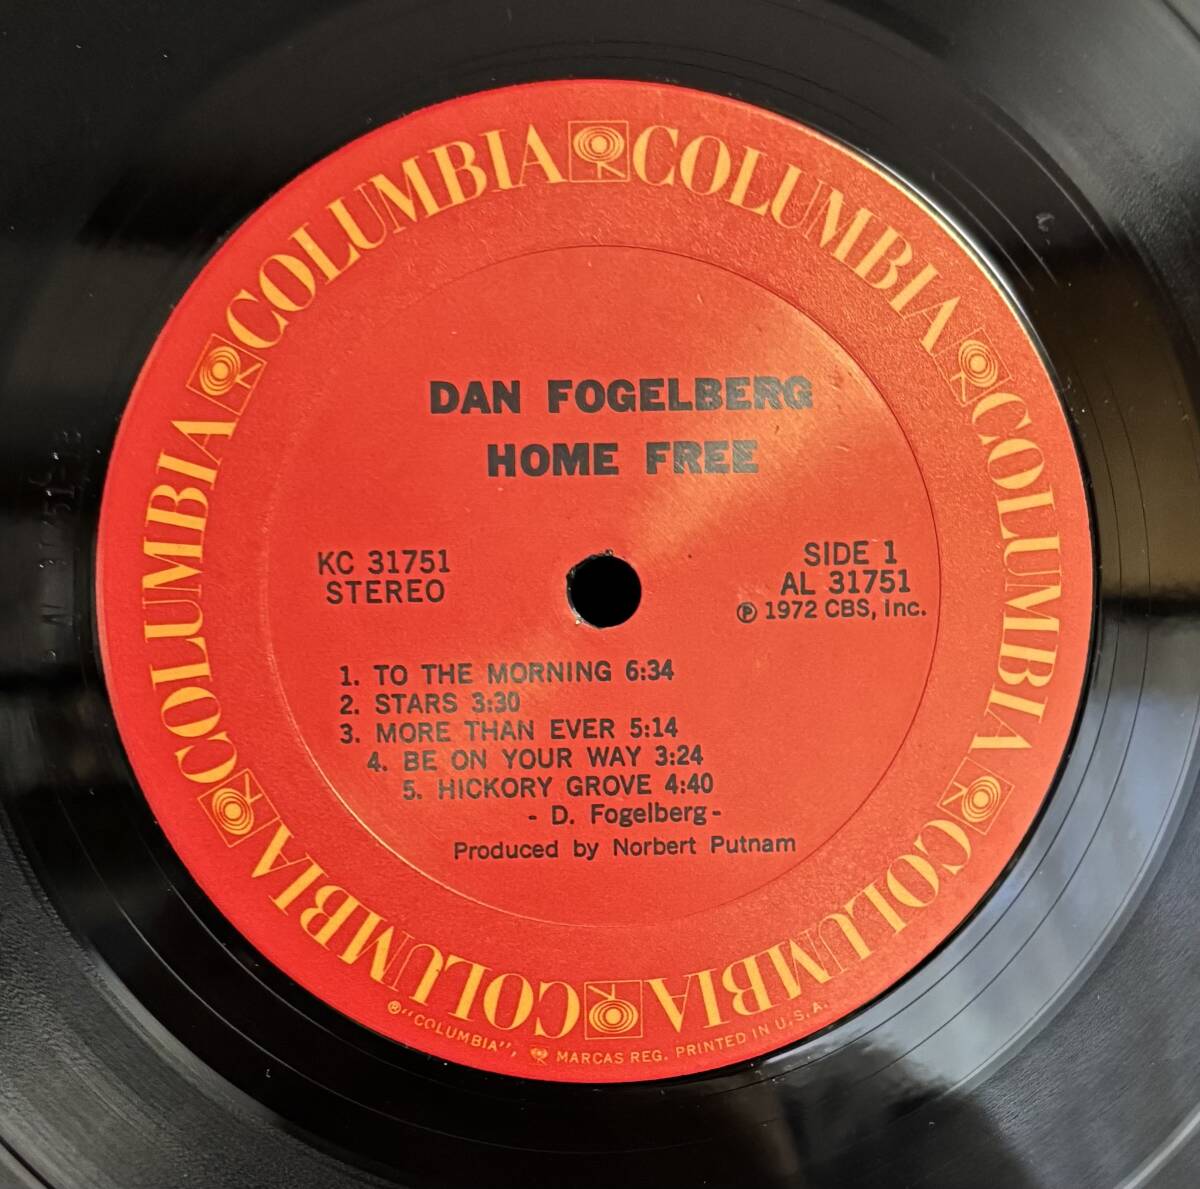 COLUMBIA COLUMBIA COLUMBIA COLUMBIA COLUMBIA COLUMBIA
DAN FOGELBERG
HOME FREE
KC 31751
STEREO
SIDE 1
AL 31751
Ⓟ 1972 CBS, Inc.
1. TO THE MORNING 6:34
2. STARS 3:30
3. MORE THAN EVER 5:14
4. BE ON YOUR WAY 3:24
5. HICKORY GROVE 4:40
- D. Fogelberg -
Produced by Norbert Putnam
®"COLUMBIA", MARCAS REG. PRINTED IN U.S.A.